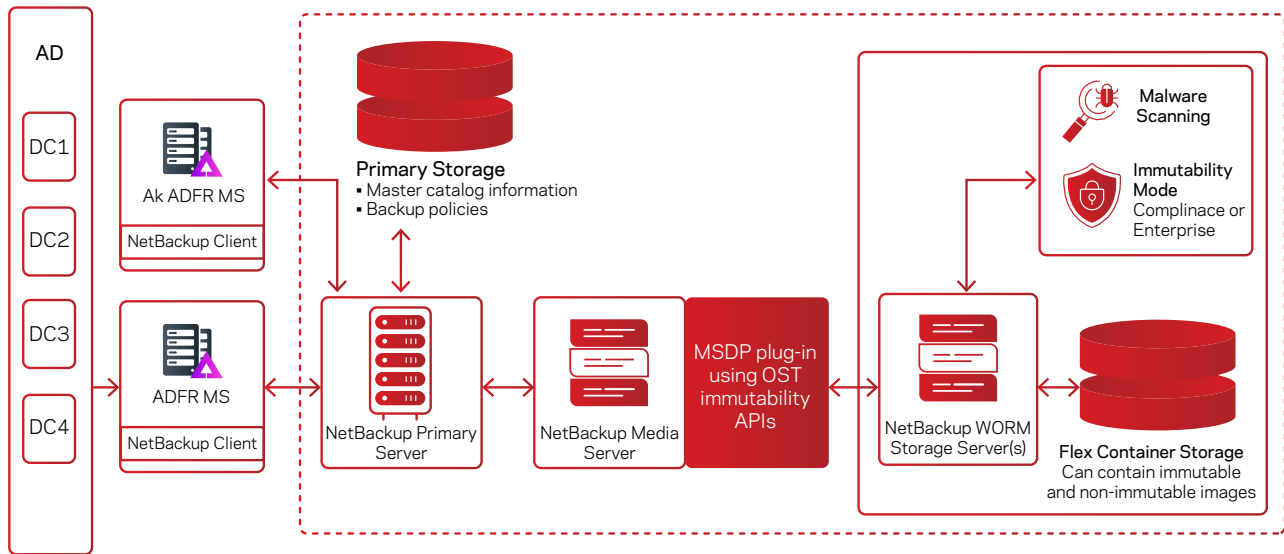 AD
DC1
DC2
DC3
DC4
Ak ADFR MS
NetBackup Client
ADFR MS
NetBackup Client
Primary Storage
▪ Master catalog information
▪ Backup policies
NetBackup Primary
Server
NetBackup Media
Server
MSDP plug-in
using OST
immutability
APIs
NetBackup WORM
Storage Server(s)
Malware
Scanning
Immutability
Mode
Complinace or
Enterprise
Flex Container Storage
Can contain immutable
and non-immutable images